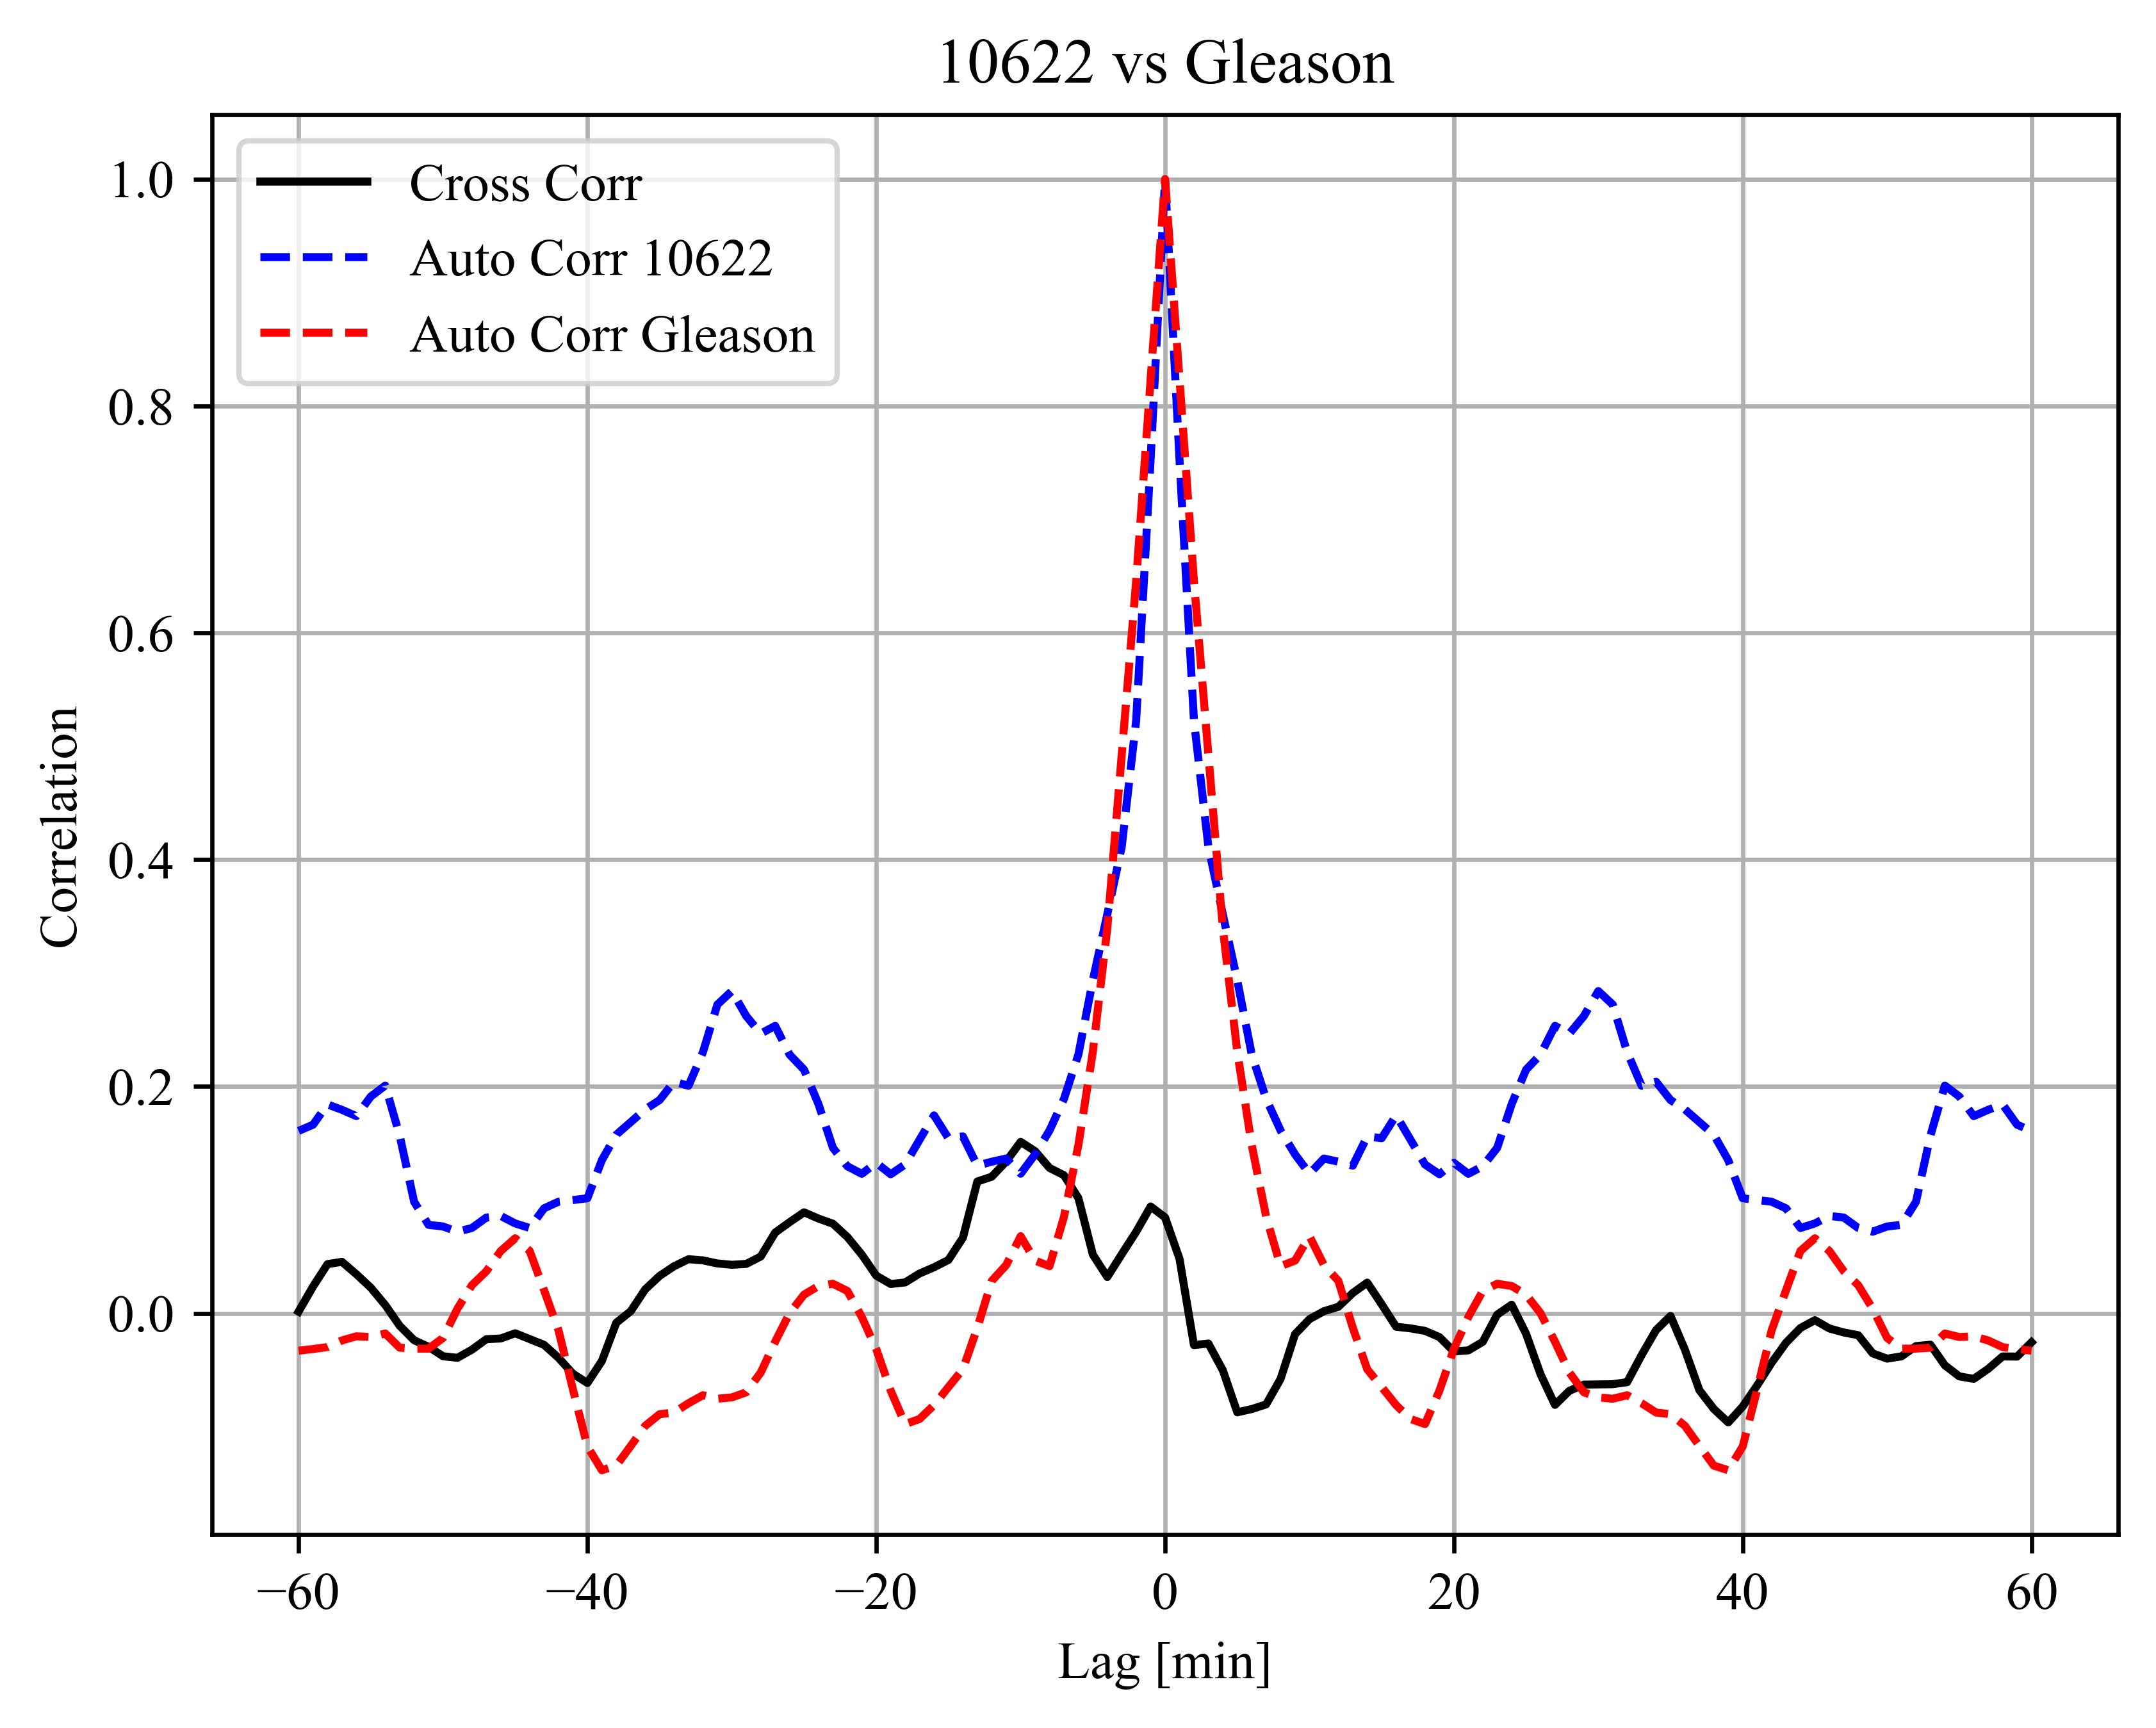 10622 vs Gleason
Cross Corr
Auto Corr 10622
Auto Corr Gleason
1.0
0.8
0.6
0.4
0.2
0.0
Correlation
−60 −40 −20 0 20 40 60
Lag [min]